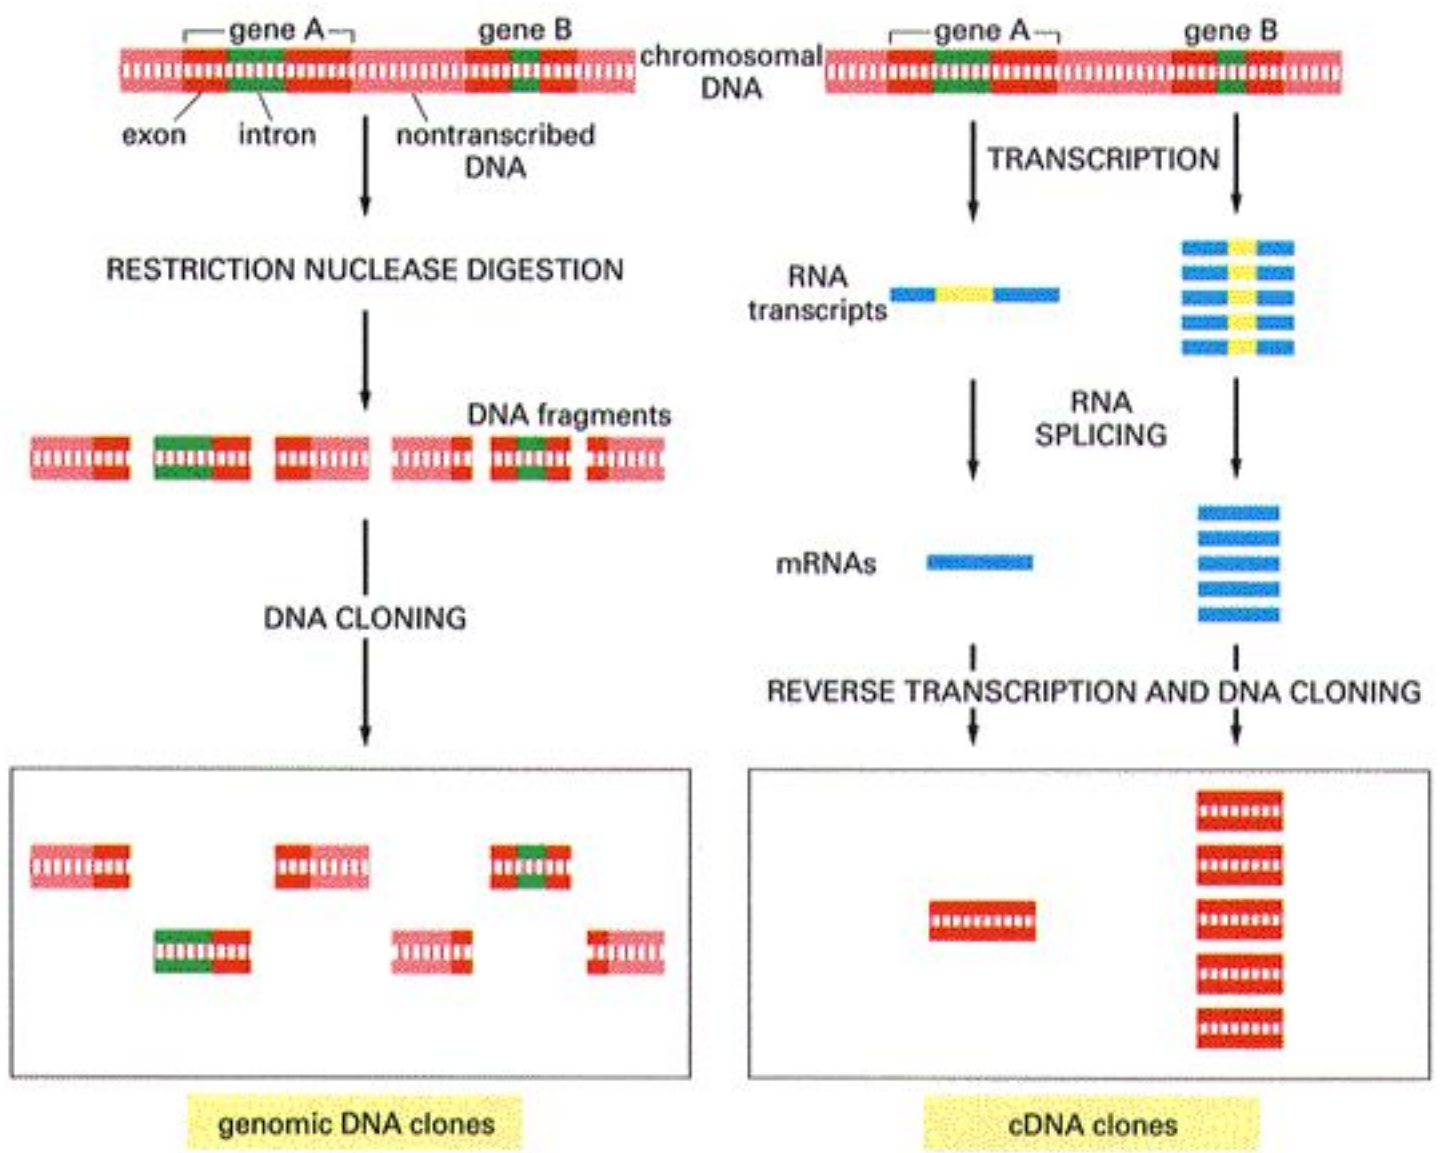 gene A
gene B
chromosomal
DNA
gene A
gene B
exon
intron
nontranscribed
DNA
TRANSCRIPTION
RESTRICTION NUCLEASE DIGESTION
RNA
transcripts
DNA fragments
RNA
SPLICING
mRNAs
DNA CLONING
REVERSE TRANSCRIPTION AND DNA CLONING
genomic DNA clones
cDNA clones